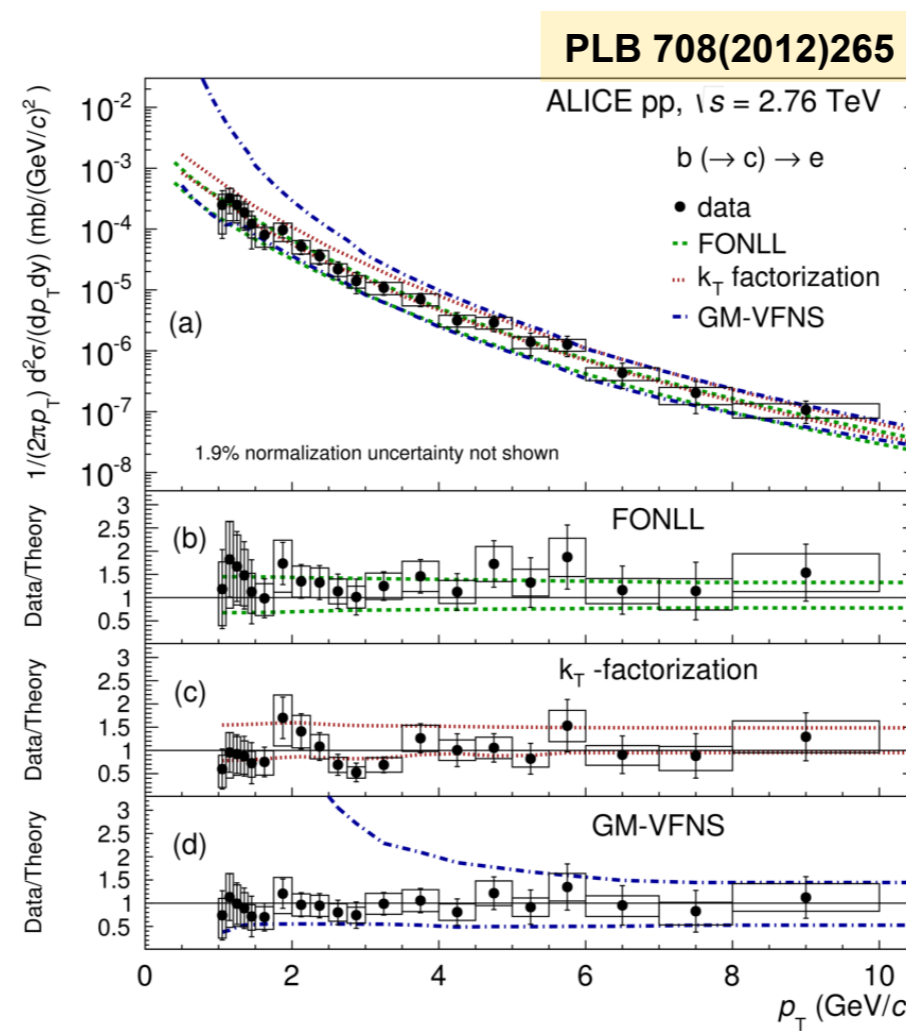 PLB 708(2012)265
ALICE pp, √s = 2.76 TeV
b (→ c) → e
data
FONLL
k_T factorization
GM-VFNS
1/(2πp_T) d²σ/(dp_Tdy) (mb/(GeV/c)²)
10⁻²
10⁻³
10⁻⁴
10⁻⁵
10⁻⁶
10⁻⁷
10⁻⁸
(a)
1.9% normalization uncertainty not shown
Data/Theory
3
2.5
2
1.5
1
0.5
(b)
FONLL
Data/Theory
3
2.5
2
1.5
1
0.5
(c)
k_T -factorization
Data/Theory
3
2.5
2
1.5
1
0.5
(d)
GM-VFNS
0 2 4 6 8 10
p_T (GeV/c